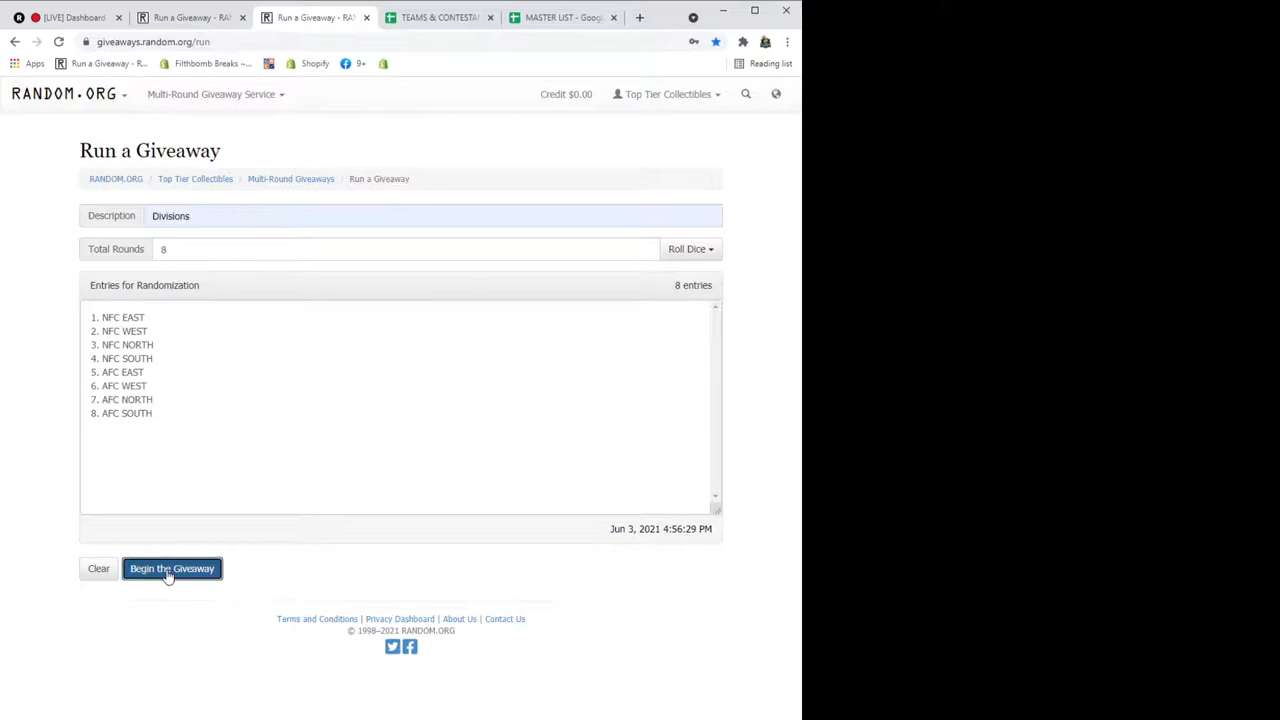 [LIVE] Dashboard
Run a Giveaway - RAN
Run a Giveaway - RAN
TEAMS & CONTESTA
MASTER LIST - Goog
giveaways.random.org/run
Apps
Run a Giveaway - R...
Filthbomb Breaks ~...
Shopify
9+
Reading list
RANDOM.ORG
Multi-Round Giveaway Service
Credit $0.00
Top Tier Collectibles
Run a Giveaway
RANDOM.ORG
Top Tier Collectibles
Multi-Round Giveaways
Run a Giveaway
Description
Divisions
Total Rounds
8
Roll Dice
Entries for Randomization
8 entries
1. NFC EAST
2. NFC WEST
3. NFC NORTH
4. NFC SOUTH
5. AFC EAST
6. AFC WEST
7. AFC NORTH
8. AFC SOUTH
Jun 3, 2021 4:56:29 PM
Clear
Begin the Giveaway
Terms and Conditions | Privacy Dashboard | About Us | Contact Us
© 1998–2021 RANDOM.ORG